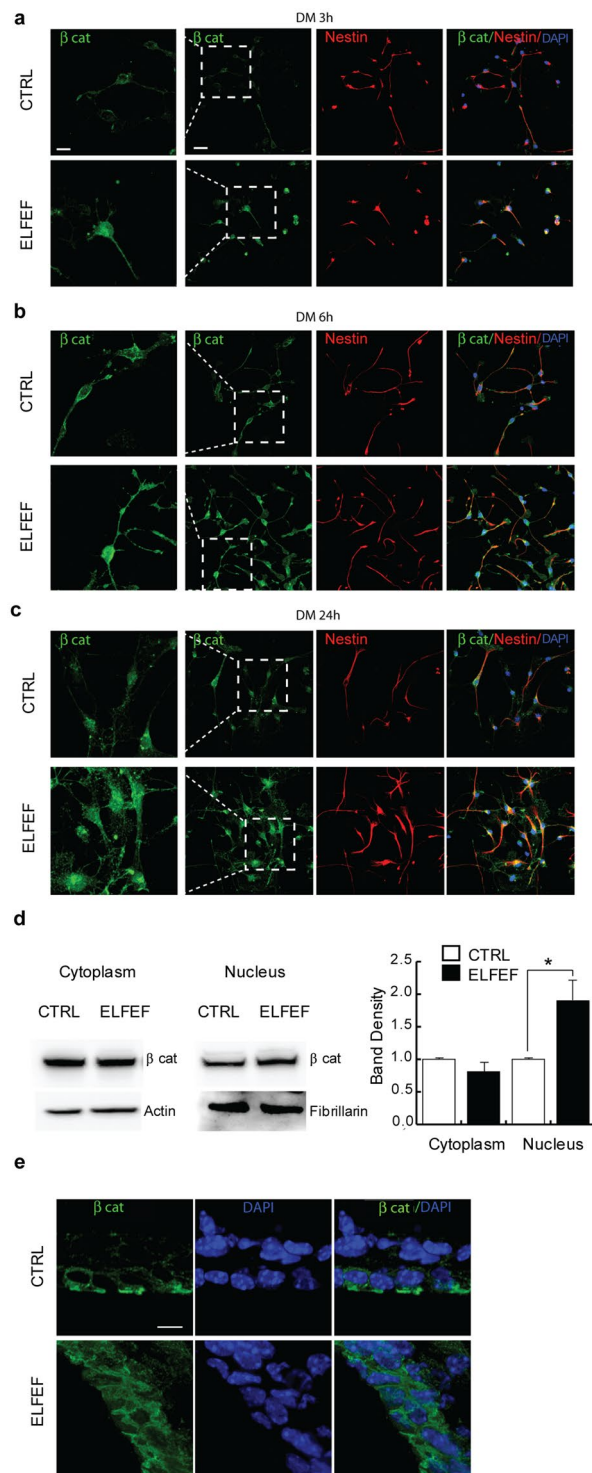 a
DM 3h
β cat
β cat
Nestin
β cat/Nestin/DAPI
CTRL
ELFEF
b
DM 6h
β cat
β cat
Nestin
β cat/Nestin/DAPI
CTRL
ELFEF
c
DM 24h
β cat
β cat
Nestin
β cat/Nestin/DAPI
CTRL
ELFEF
d
Cytoplasm
Nucleus
CTRL ELFEF
CTRL ELFEF
β cat
β cat
Actin
Fibrillarin
CTRL
ELFEF
*
Band Density
2.5
2.0
1.5
1.0
0.5
0.0
Cytoplasm Nucleus
e
β cat
DAPI
β cat/DAPI
CTRL
ELFEF